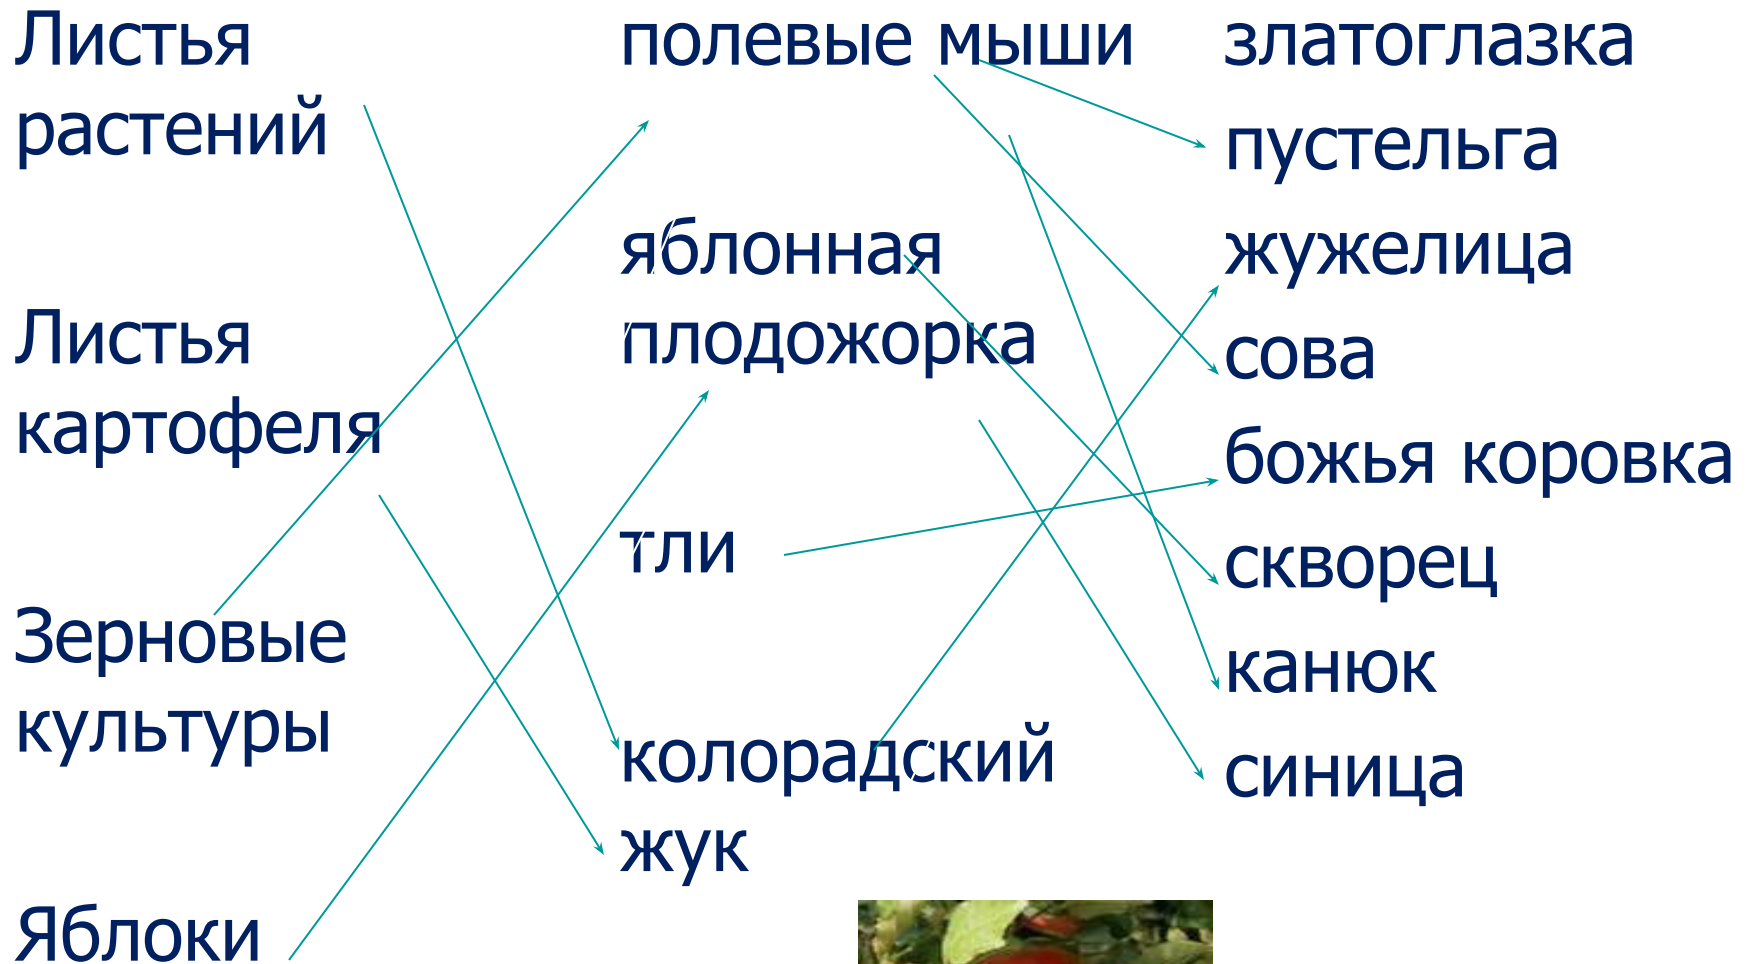 Листья
растений
Листья
картофеля
Зерновые
культуры
Яблоки
полевые мыши
яблонная
плодожорка
тли
колорадский
жук
златоглазка
пустельга
жужелица
сова
божья коровка
скворец
канюк
синица